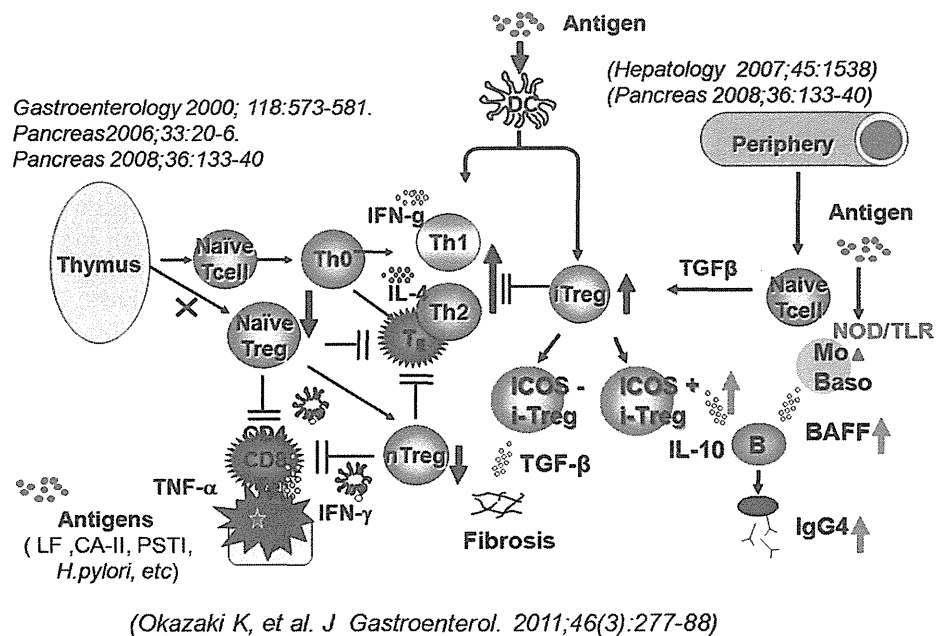 Antigen
DC
(Hepatology 2007;45:1538)
(Pancreas 2008;36:133-40)
Gastroenterology 2000; 118:573-581.
Pancreas2006;33:20-6.
Pancreas 2008;36:133-40
Periphery
Thymus
Naïve
Tcell
Th0
IFN-g
Th1
IL-4
Th2
iTreg
TGFβ
Naive
Tcell
Antigen
NOD/TLR
Mo
Baso
Naïve
Treg
ICOS -
i-Treg
ICOS +
i-Treg
IL-10
B
BAFF
CD4
CD8
nTreg
TGF-β
TNF-α
IFN-γ
Fibrosis
IgG4
Antigens
( LF ,CA-II, PSTI,
H.pylori, etc)
(Okazaki K, et al. J Gastroenterol. 2011;46(3):277-88)